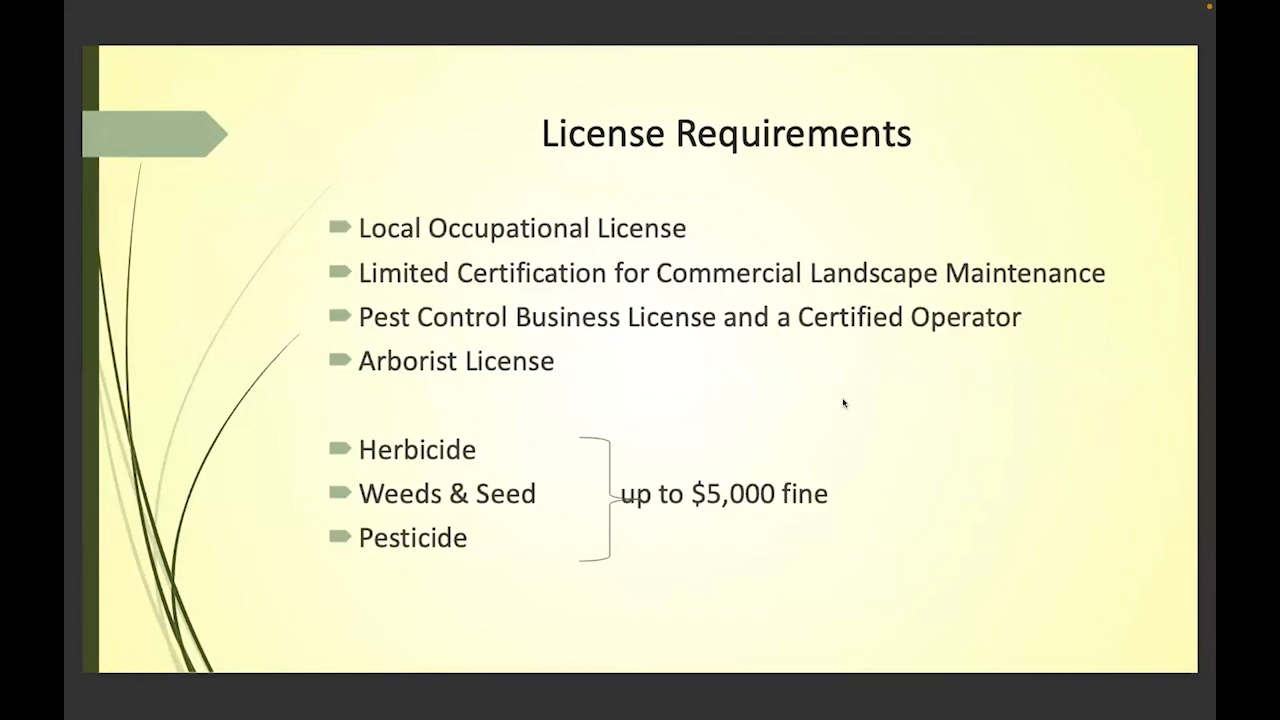 License Requirements
Local Occupational License
Limited Certification for Commercial Landscape Maintenance
Pest Control Business License and a Certified Operator
Arborist License
Herbicide
Weeds & Seed
up to $5,000 fine
Pesticide